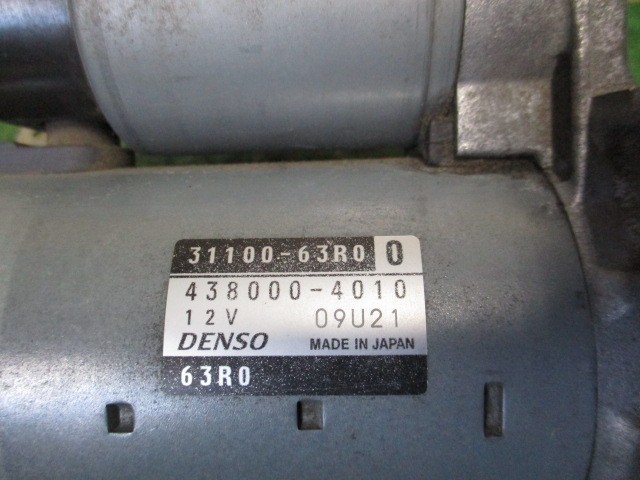 31100-63R0 0
438000-4010
12V 09U21
DENSO MADE IN JAPAN
63R0